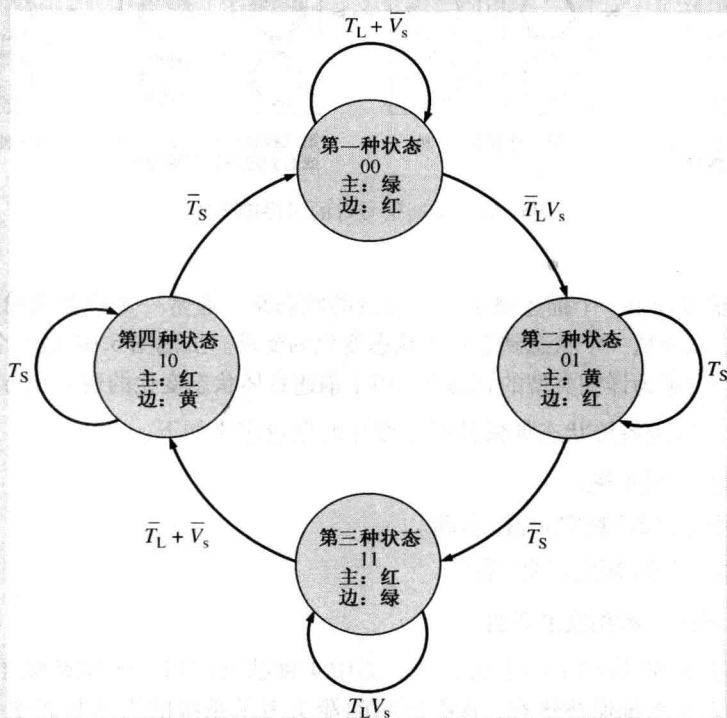 T_L + V̅_s
第一种状态
00
主：绿
边：红
T̅_S
T̅_L V_s
第四种状态
10
主：红
边：黄
T_S
第二种状态
01
主：黄
边：红
T_S
T̅_L + V̅_s
第三种状态
11
主：红
边：绿
T̅_S
T_L V_s